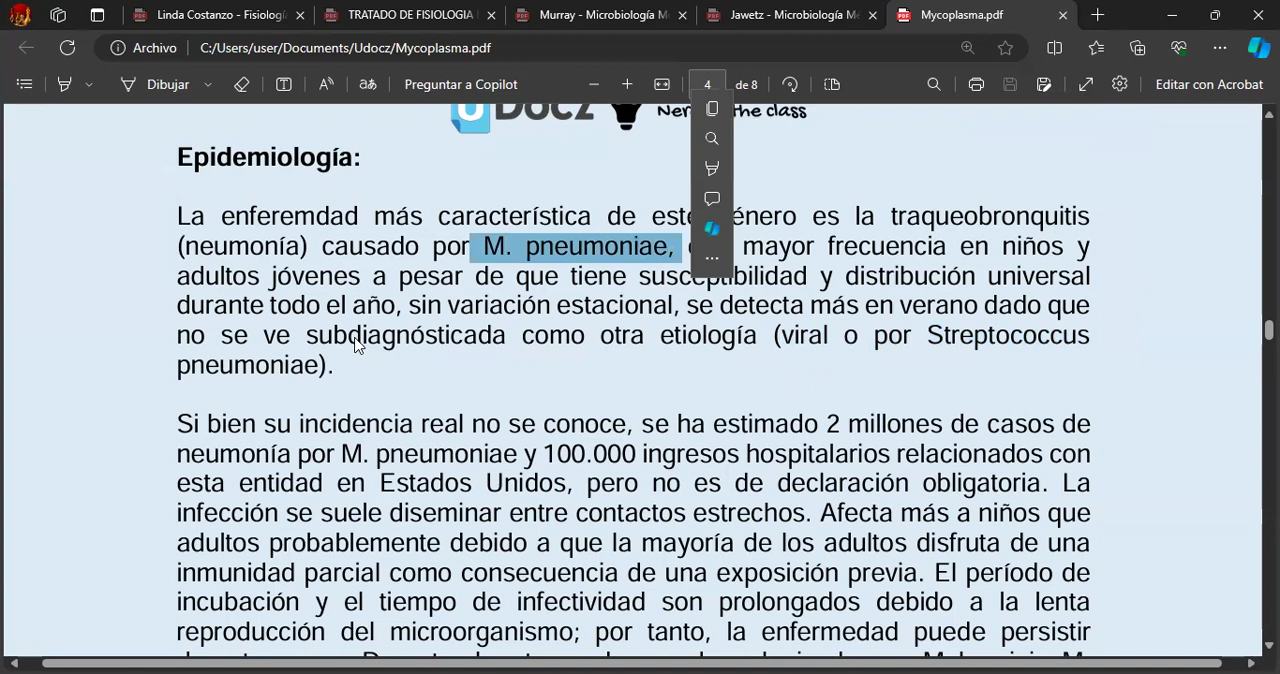 Linda Costanzo - Fisiologí
TRATADO DE FISIOLOGIA
Murray - Microbiología M
Jawetz - Microbiología Mé
Mycoplasma.pdf
Archivo C:/Users/user/Documents/Udocz/Mycoplasma.pdf
Dibujar
Preguntar a Copilot
4 de 8
Editar con Acrobat
Docz
the class
Epidemiología:
La enferemdad más característica de este género es la traqueobronquitis
(neumonía) causado por M. pneumoniae, mayor frecuencia en niños y
adultos jóvenes a pesar de que tiene susceptibilidad y distribución universal
durante todo el año, sin variación estacional, se detecta más en verano dado que
no se ve subdiagnósticada como otra etiología (viral o por Streptococcus
pneumoniae).
Si bien su incidencia real no se conoce, se ha estimado 2 millones de casos de
neumonía por M. pneumoniae y 100.000 ingresos hospitalarios relacionados con
esta entidad en Estados Unidos, pero no es de declaración obligatoria. La
infección se suele diseminar entre contactos estrechos. Afecta más a niños que
adultos probablemente debido a que la mayoría de los adultos disfruta de una
inmunidad parcial como consecuencia de una exposición previa. El período de
incubación y el tiempo de infectividad son prolongados debido a la lenta
reproducción del microorganismo; por tanto, la enfermedad puede persistir